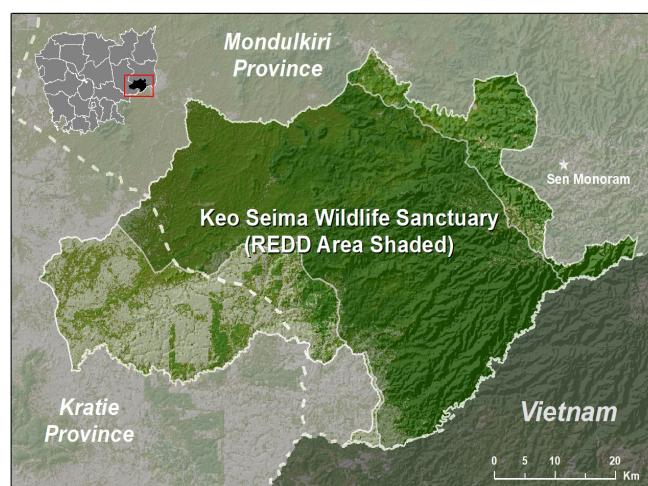 Mondulkiri
Province
Sen Monoram
Keo Seima Wildlife Sanctuary
(REDD Area Shaded)
Kratie
Province
Vietnam
0 5 10 20
Km